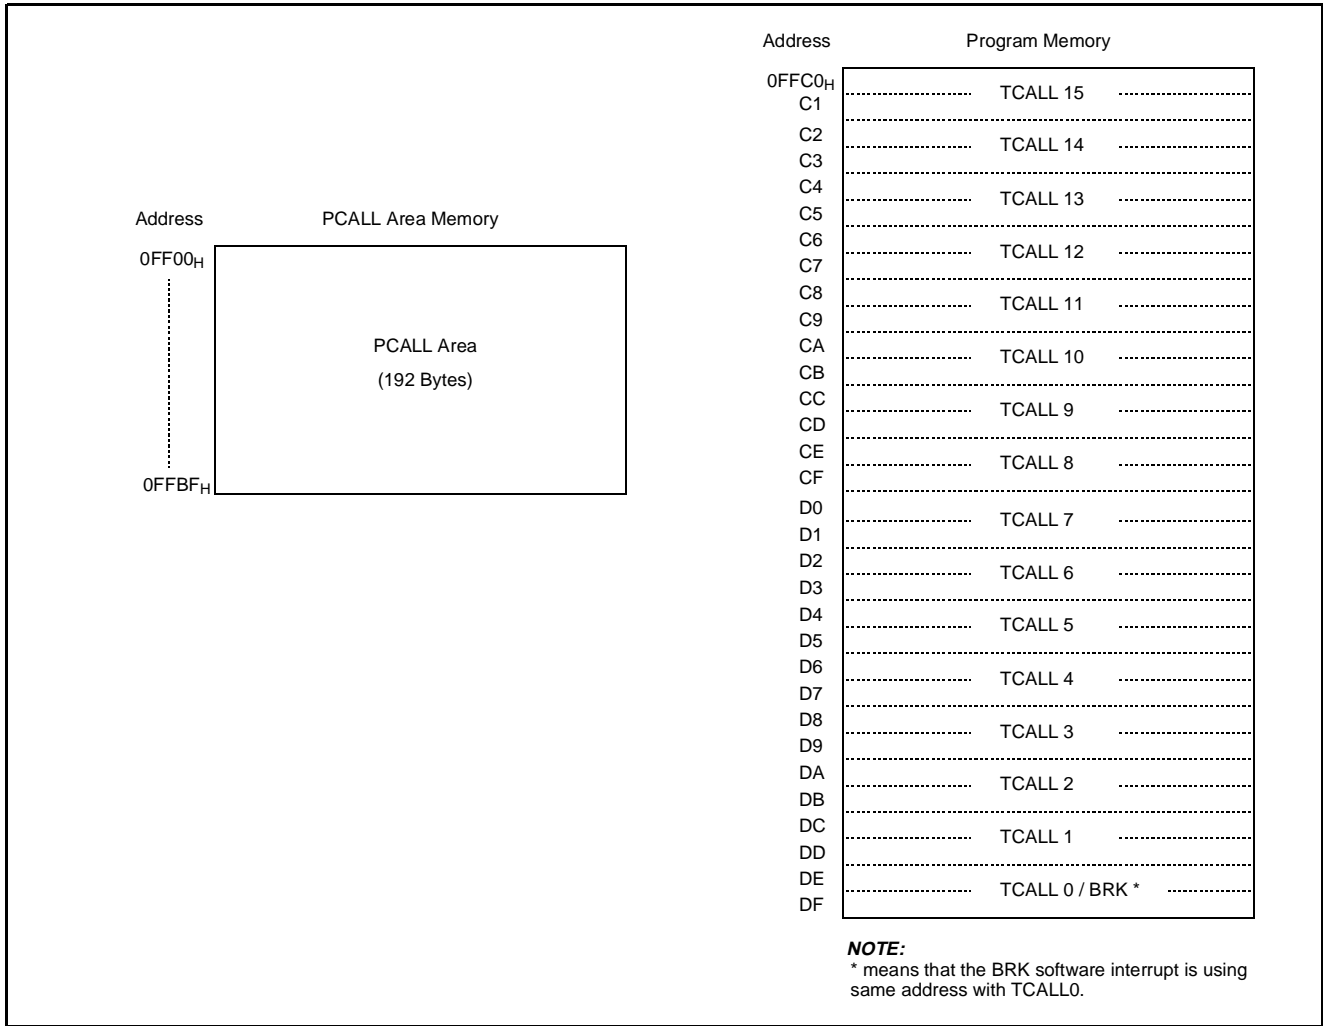 Address PCALL Area Memory
0FF00H
PCALL Area
(192 Bytes)
0FFBFH
Address Program Memory
0FFC0H
C1
TCALL 15
C2
C3
TCALL 14
C4
C5
TCALL 13
C6
C7
TCALL 12
C8
C9
TCALL 11
CA
CB
TCALL 10
CC
CD
TCALL 9
CE
CF
TCALL 8
D0
D1
TCALL 7
D2
D3
TCALL 6
D4
D5
TCALL 5
D6
D7
TCALL 4
D8
D9
TCALL 3
DA
DB
TCALL 2
DC
DD
TCALL 1
DE
DF
TCALL 0 / BRK *
NOTE:
* means that the BRK software interrupt is using
same address with TCALL0.